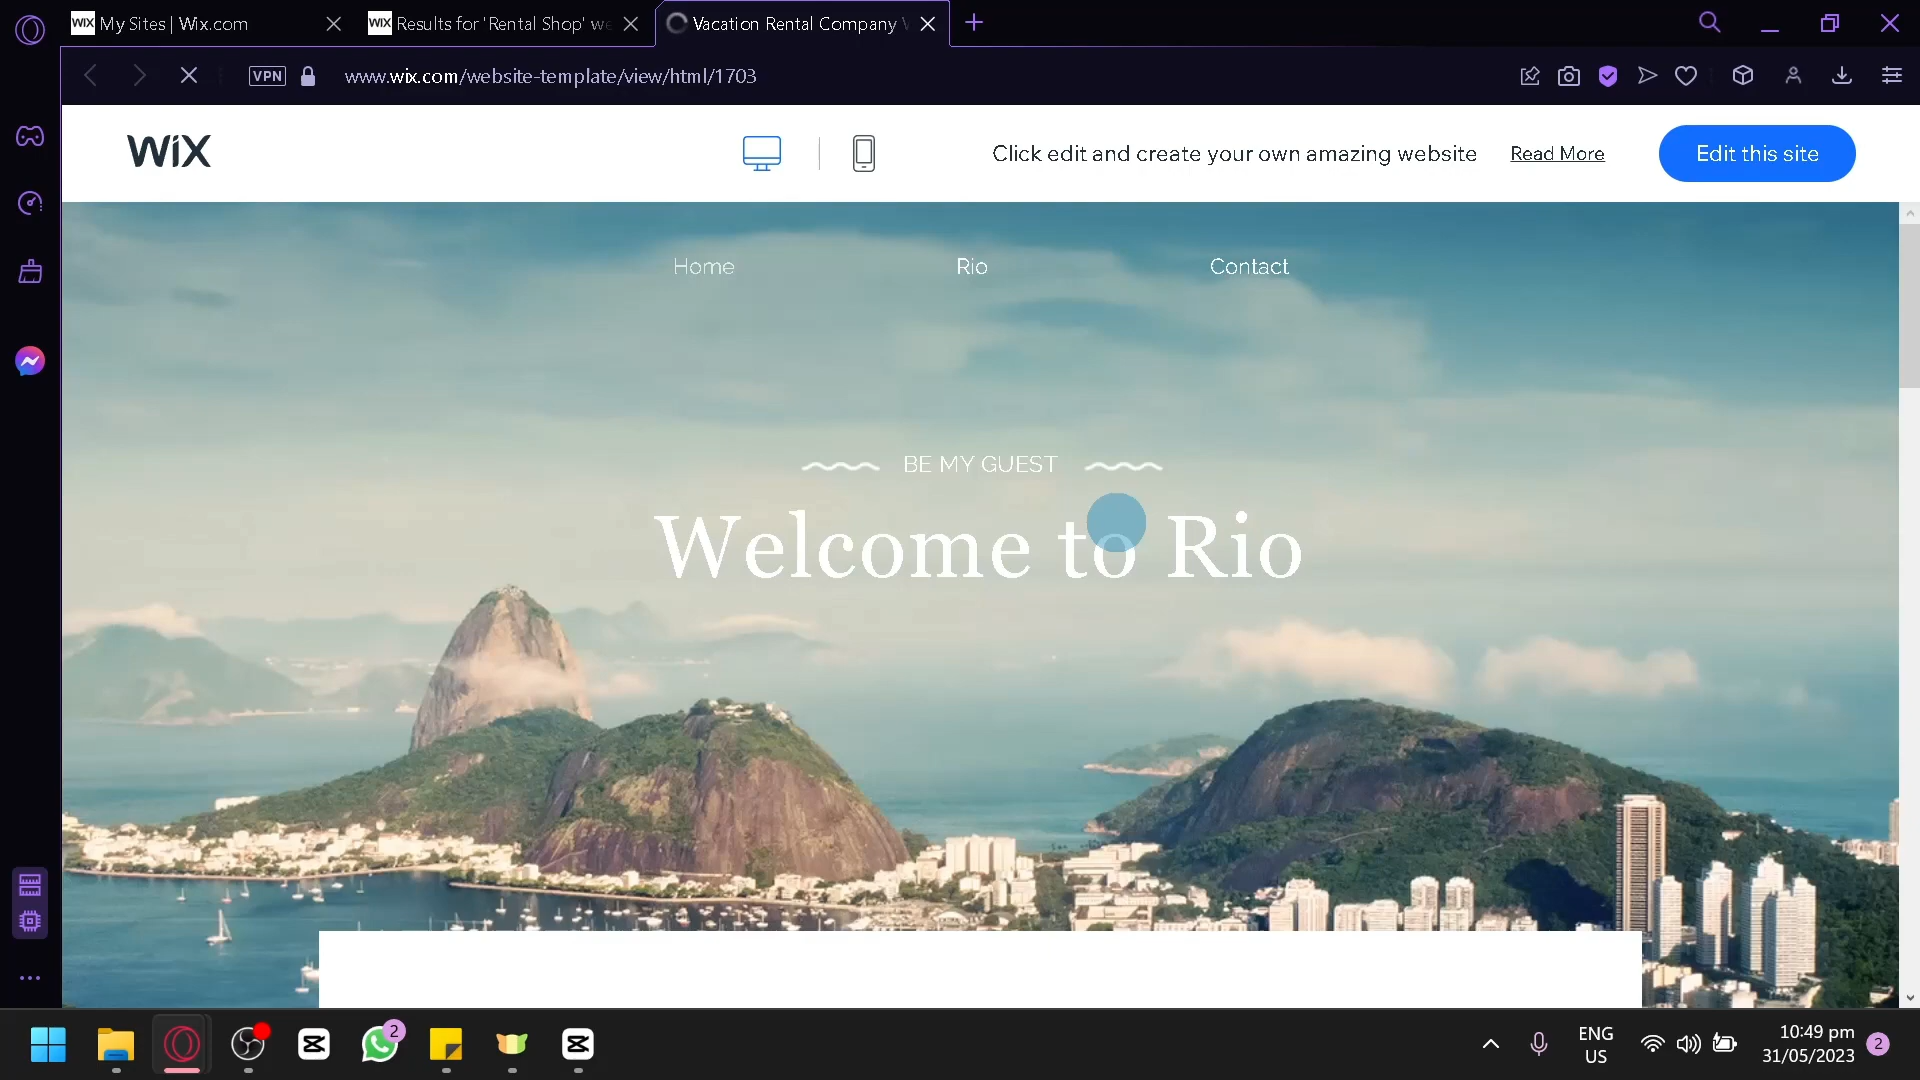 WiX My Sites | Wix.com
WiX Results for 'Rental Shop' we
Vacation Rental Company
VPN
www.wix.com/website-template/view/html/1703
WiX
Click edit and create your own amazing website
Read More
Edit this site
Home
Rio
Contact
BE MY GUEST
Welcome to Rio
2
ENG
US
10:49 pm
31/05/2023
2